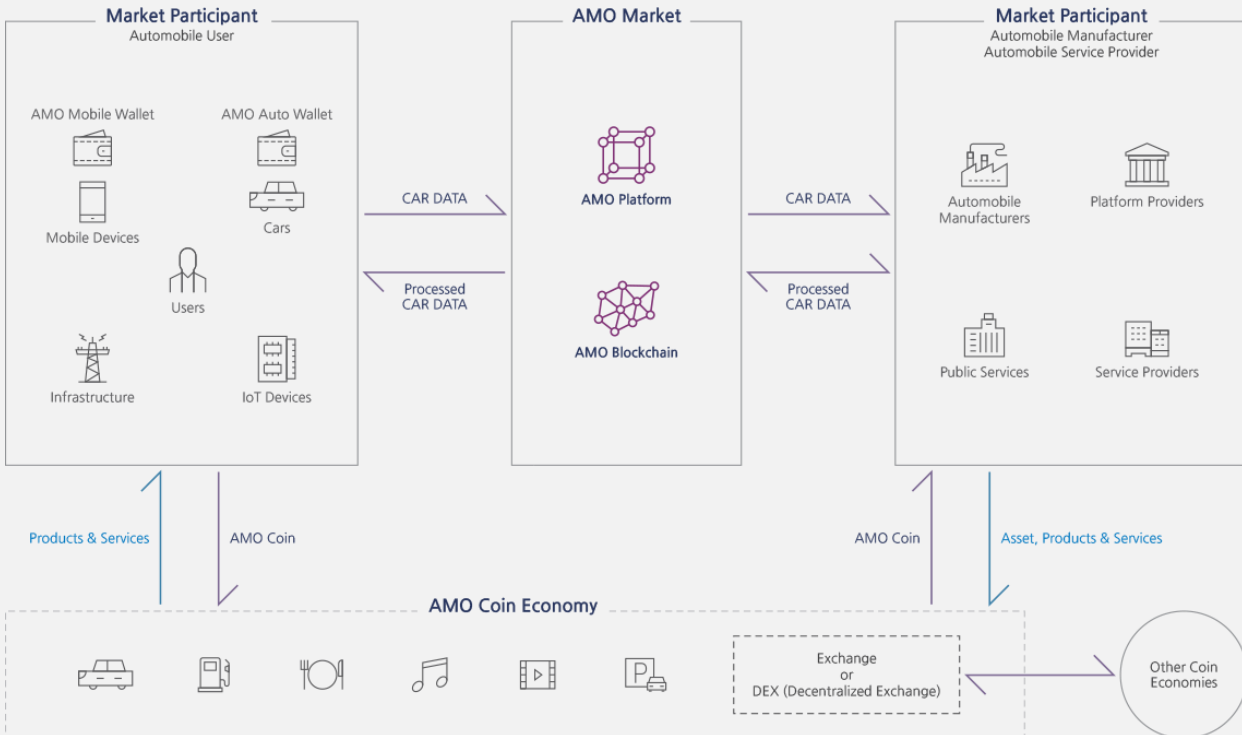 Market Participant
Automobile User
AMO Mobile Wallet
AMO Auto Wallet
Mobile Devices
Cars
Users
Infrastructure
IoT Devices
CAR DATA
Processed
CAR DATA
AMO Market
AMO Platform
AMO Blockchain
CAR DATA
Processed
CAR DATA
Market Participant
Automobile Manufacturer
Automobile Service Provider
Automobile
Manufacturers
Platform Providers
Public Services
Service Providers
Products & Services
AMO Coin
AMO Coin
Asset, Products & Services
AMO Coin Economy
P
Exchange
or
DEX (Decentralized Exchange)
Other Coin
Economies